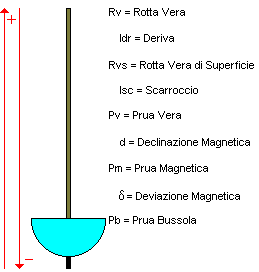 Rv = Rotta Vera
+
Idr = Deriva
Rvs = Rotta Vera di Superficie
Isc = Scarroccio
Pv = Prua Vera
d = Declinazione Magnetica
Pm = Prua Magnetica
δ = Deviazione Magnetica
Pb = Prua Bussola
−